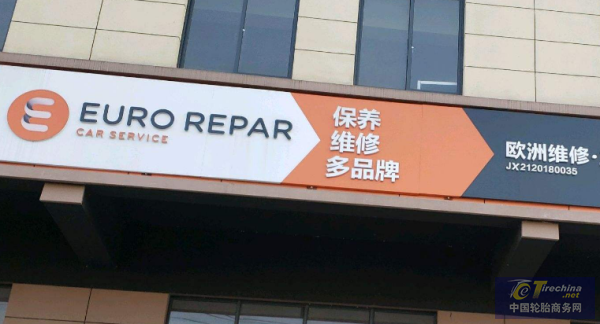 EURO REPAR
CAR SERVICE
保养
维修
多品牌
欧洲维修·
JX2120180035
Tirechina
.net
中国轮胎商务网